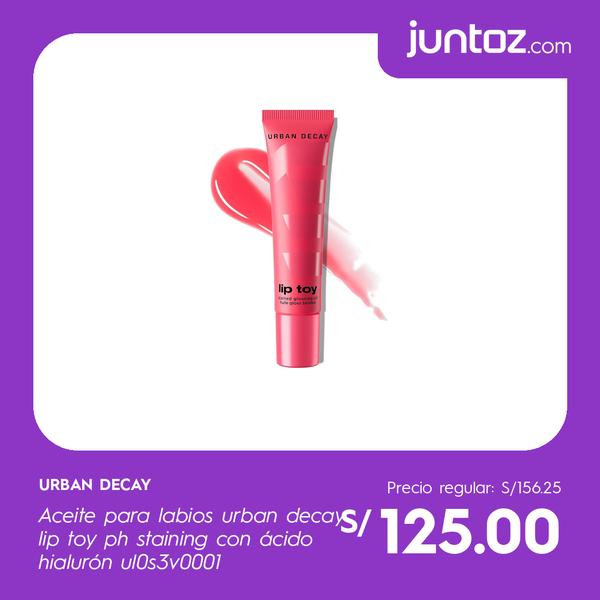 juntoz.com
URBAN DECAY
lip toy
URBAN DECAY
Precio regular: S/156.25
Aceite para labios urban decay
lip toy ph staining con ácido
hialurón ul0s3v0001
S/125.00